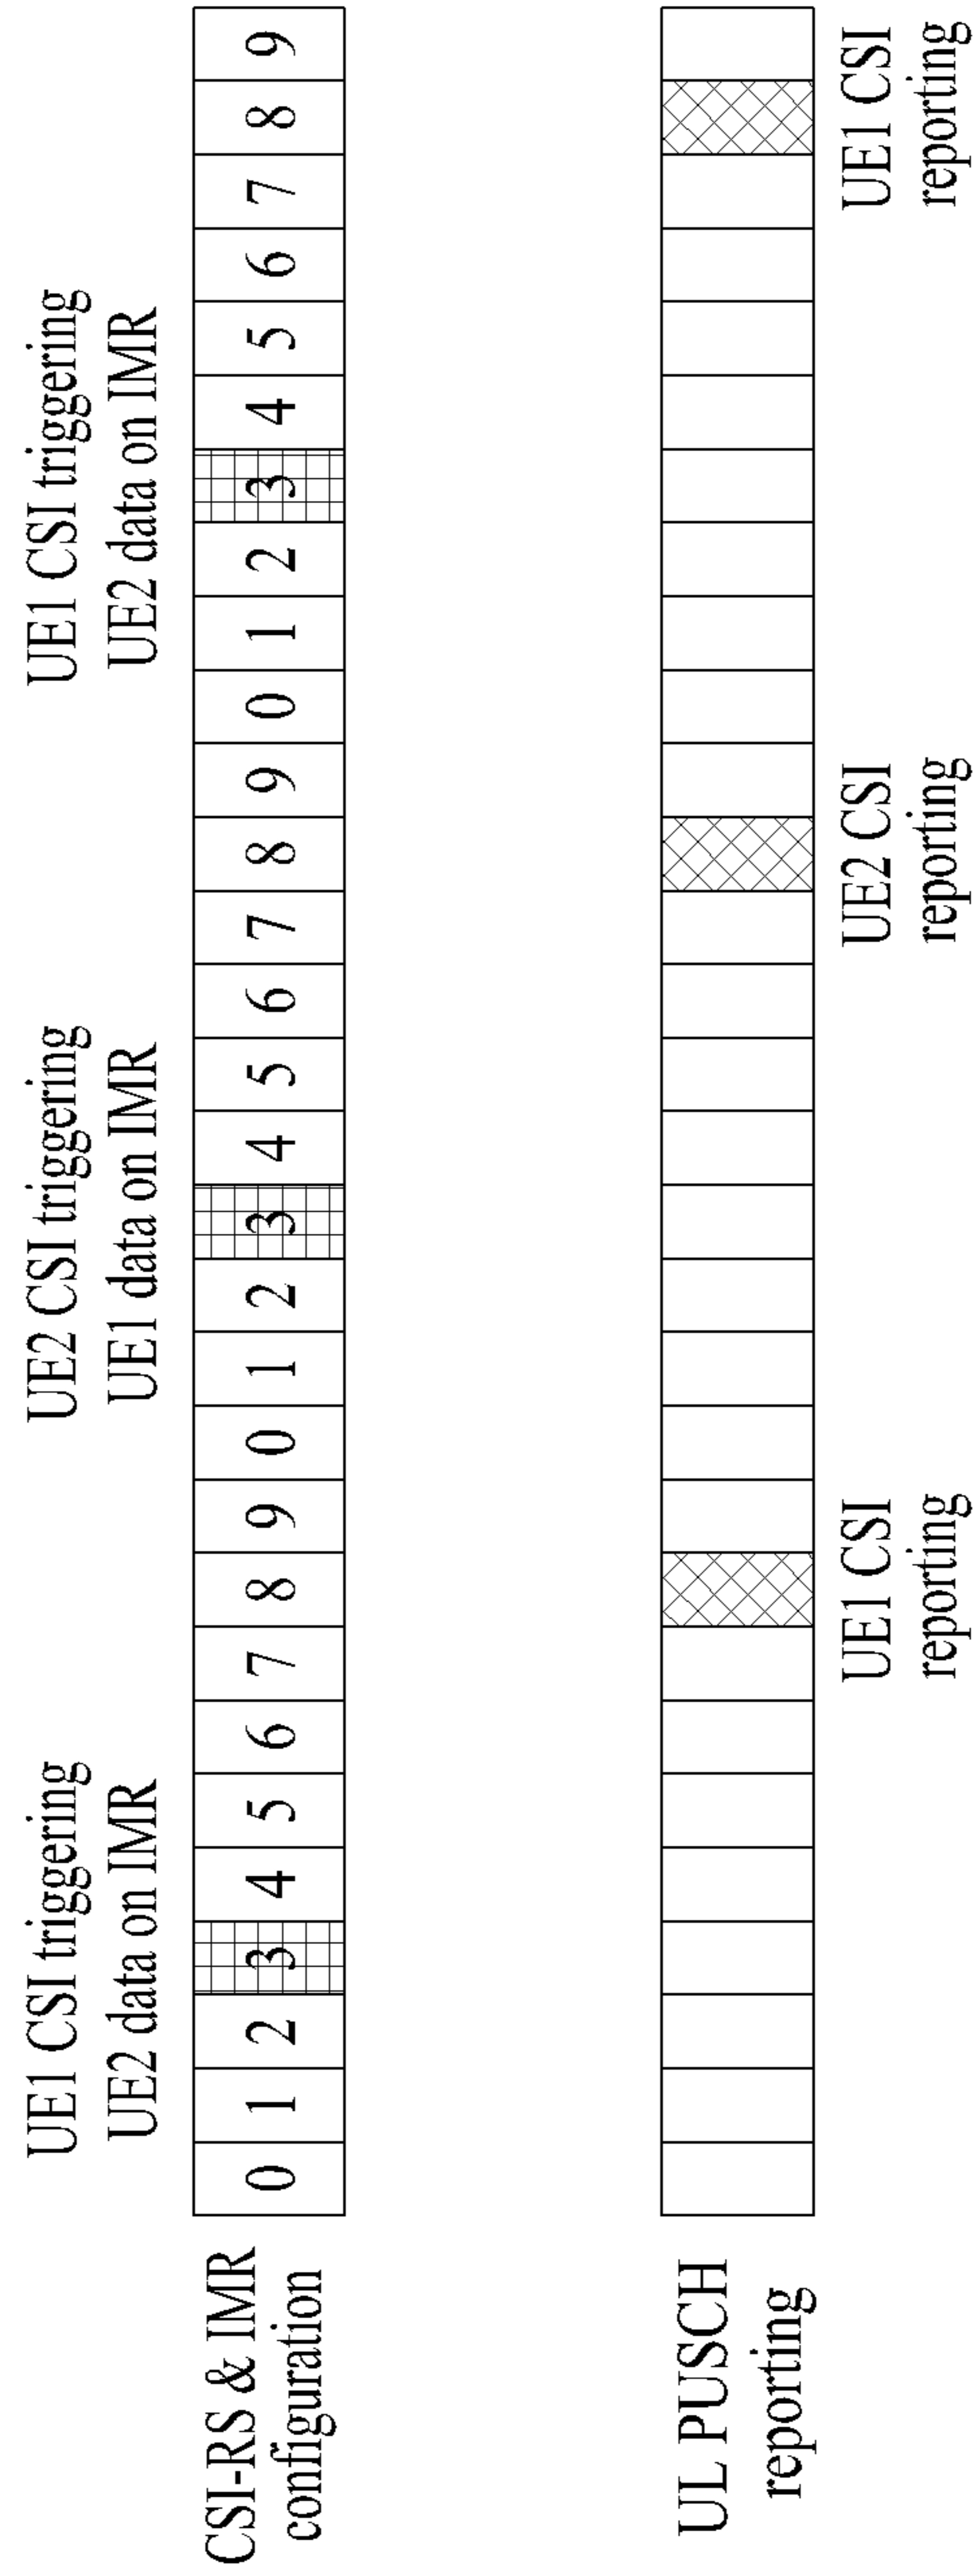 UE1 CSI triggering
UE2 data on IMR
UE2 CSI triggering
UE1 data on IMR
UE1 CSI triggering
UE2 data on IMR
CSI-RS & IMR
configuration
0 1 2 3 4 5 6 7 8 9 0 1 2 3 4 5 6 7 8 9 0 1 2 3 4 5 6 7 8 9
UL PUSCH
reporting
UE1 CSI
reporting
UE2 CSI
reporting
UE1 CSI
reporting